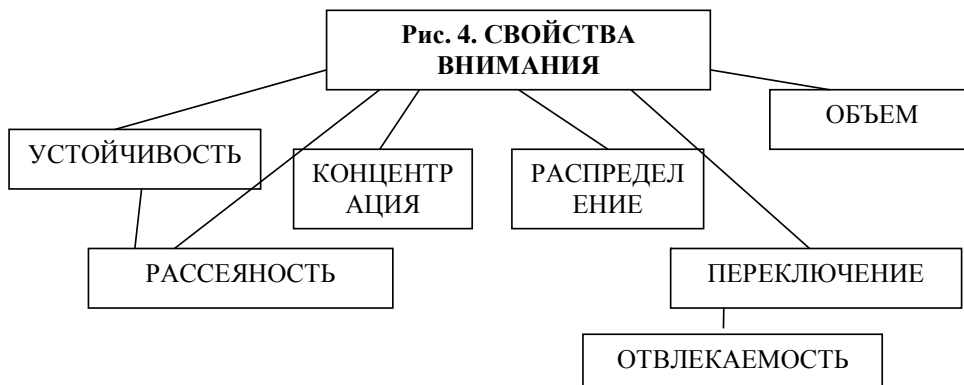 Рис. 4. СВОЙСТВА
ВНИМАНИЯ
ОБЪЕМ
УСТОЙЧИВОСТЬ
КОНЦЕНТР
АЦИЯ
РАСПРЕДЕЛ
ЕНИЕ
РАССЕЯНОСТЬ
ПЕРЕКЛЮЧЕНИЕ
ОТВЛЕКАЕМОСТЬ